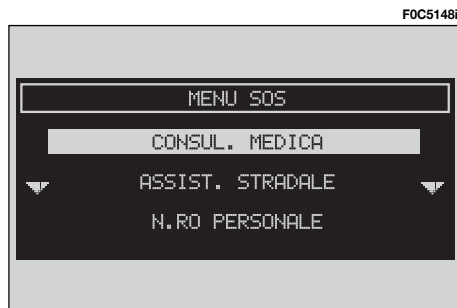 F0C5148i
MENU SOS
CONSUL. MEDICA
ASSIST. STRADALE
N.RO PERSONALE